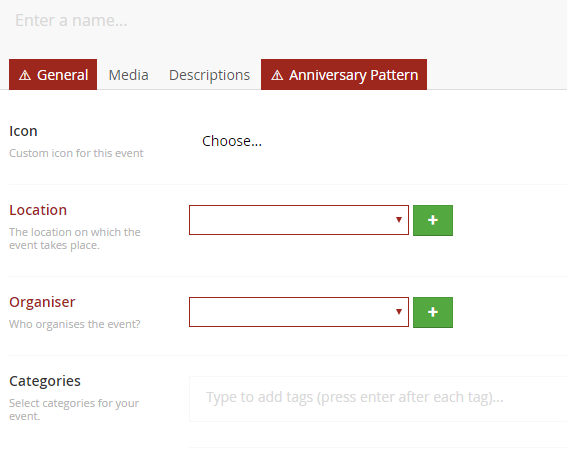 Enter a name...
General Media Descriptions Anniversary Pattern
Icon
Custom icon for this event
Choose...
Location
The location on which the
event takes place.
Organiser
Who organises the event?
Categories
Select categories for your
event.
Type to add tags (press enter after each tag)...